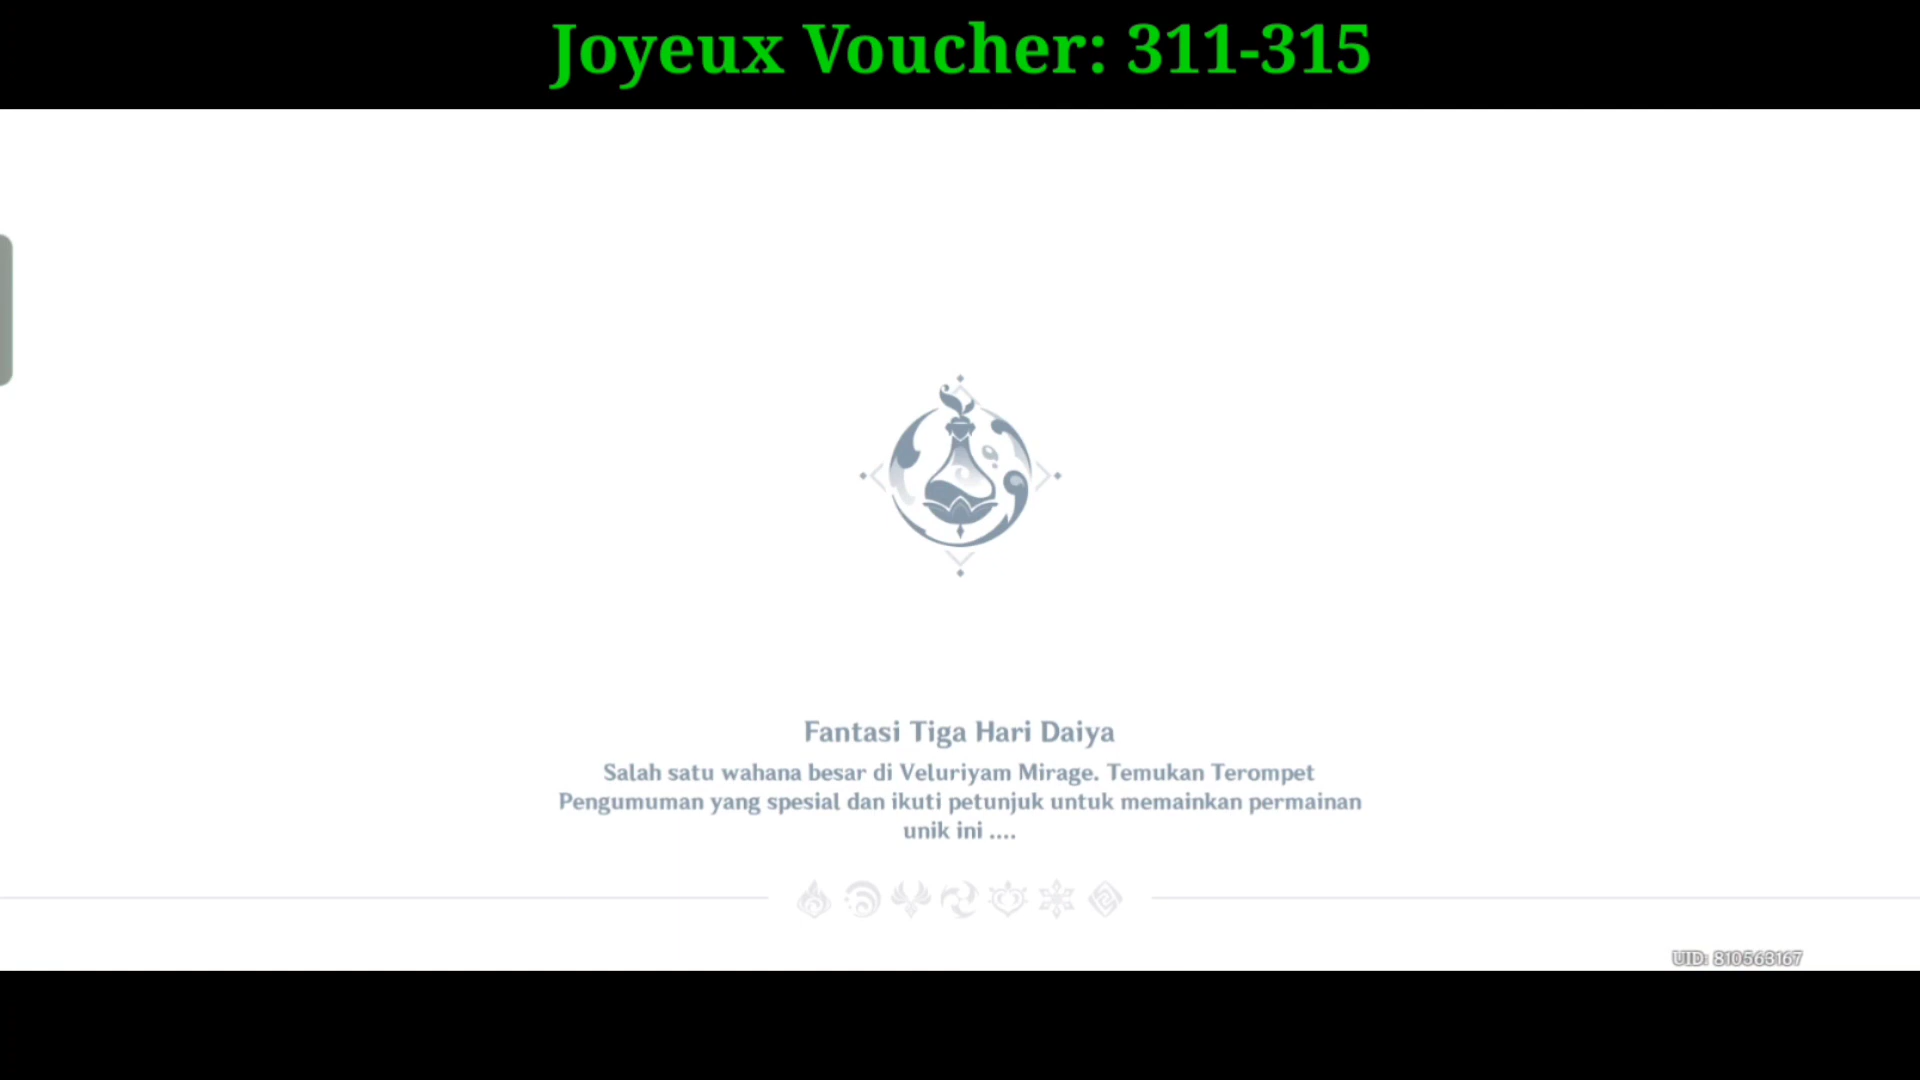 Joyeux Voucher: 311-315
Fantasi Tiga Hari Daiya
Salah satu wahana besar di Veluriyam Mirage. Temukan Terompet
Pengumuman yang spesial dan ikuti petunjuk untuk memainkan permainan
unik ini ....
UID: 810563167